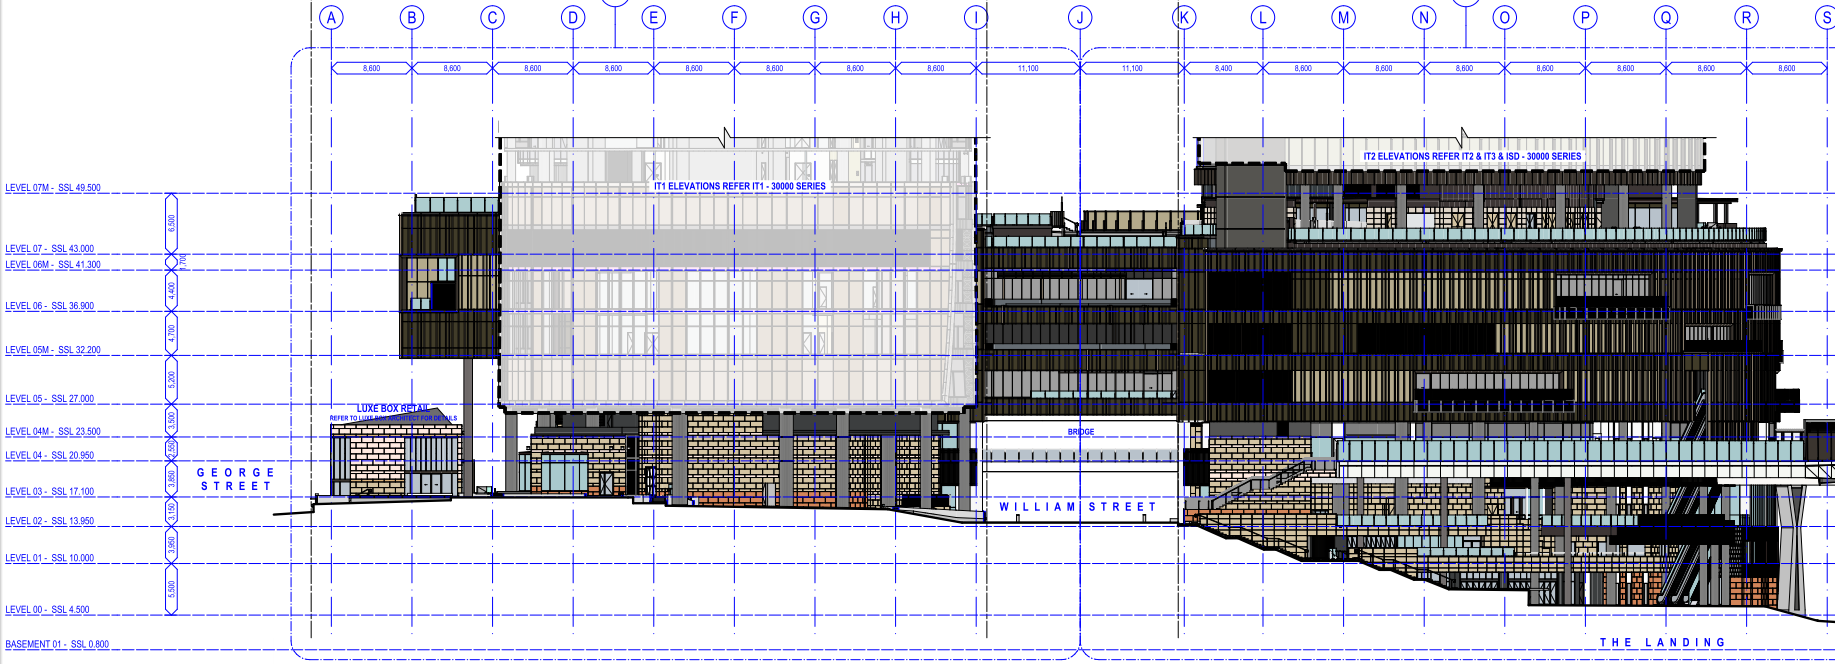 A B C D E F G H I J K L M N O P Q R S
8,600 8,600 8,600 8,600 8,600 8,600 8,600 8,600 11,100 11,100 8,400 8,600 8,600 8,600 8,600 8,600 8,600 8,600
IT2 ELEVATIONS REFER IT2 & IT3 & ISD - 30000 SERIES
IT1 ELEVATIONS REFER IT1 - 30000 SERIES
LEVEL 07M - SSL 49.500
6,500
LEVEL 07 - SSL 43.000
1,700
LEVEL 06M - SSL 41.300
4,400
LEVEL 06 - SSL 36.900
4,700
LEVEL 05M - SSL 32.200
5,200
LEVEL 05 - SSL 27.000
3,500
LUXE BOX RETAIL
REFER TO LUXE BOX ARCHITECT FOR DETAILS
LEVEL 04M - SSL 23.500
BRIDGE
2,550
LEVEL 04 - SSL 20.950
3,850
GEORGE
STREET
LEVEL 03 - SSL 17.100
3,150
WILLIAM STREET
LEVEL 02 - SSL 13.950
3,950
LEVEL 01 - SSL 10.000
5,500
LEVEL 00 - SSL 4.500
BASEMENT 01 - SSL 0.800
THE LANDING